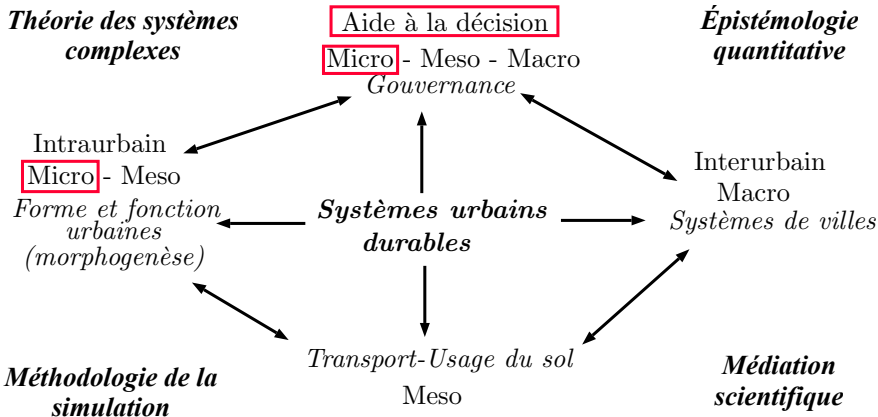 Théorie des systèmes
complexes
Aide à la décision
Micro - Meso - Macro
Gouvernance
Épistémologie
quantitative
Intraurbain
Micro - Meso
Forme et fonction
urbaines
(morphogenèse)
Systèmes urbains
durables
Interurbain
Macro
Systèmes de villes
Transport-Usage du sol
Meso
Méthodologie de la
simulation
Médiation
scientifique